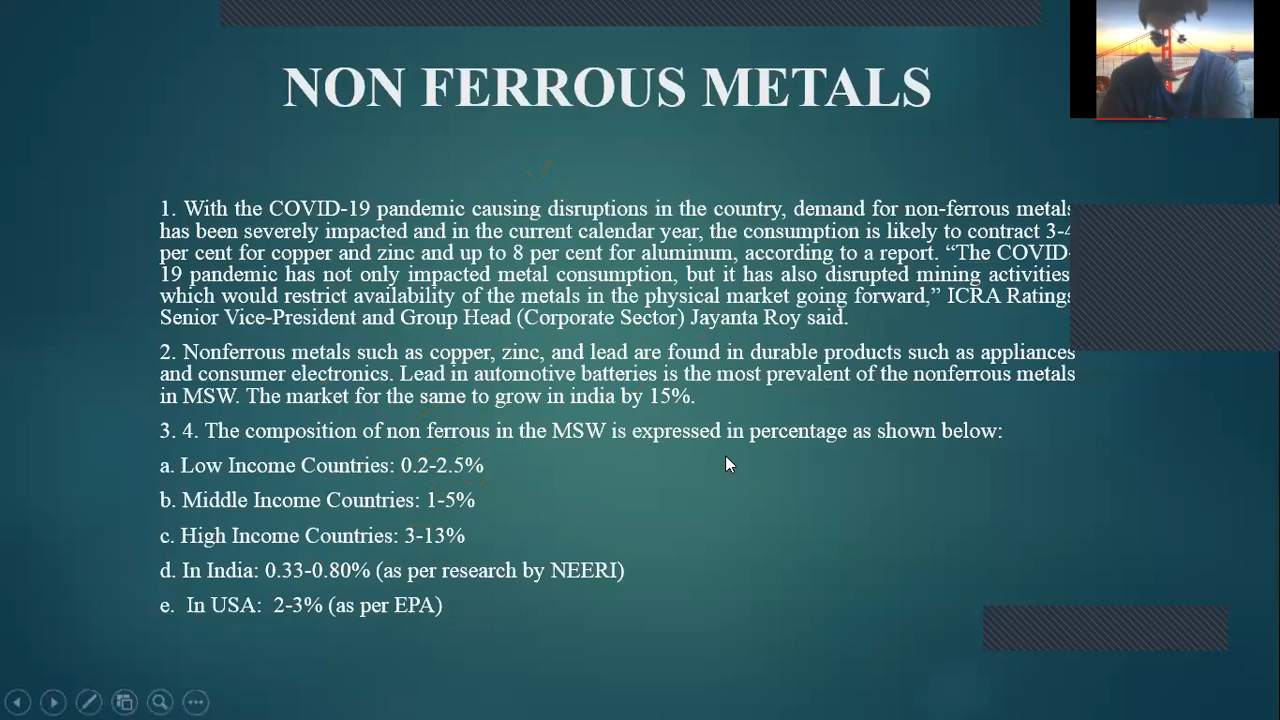 NON FERROUS METALS
1. With the COVID-19 pandemic causing disruptions in the country, demand for non-ferrous metals
has been severely impacted and in the current calendar year, the consumption is likely to contract 3-4
per cent for copper and zinc and up to 8 per cent for aluminum, according to a report. “The COVID-
19 pandemic has not only impacted metal consumption, but it has also disrupted mining activities
which would restrict availability of the metals in the physical market going forward,” ICRA Ratings
Senior Vice-President and Group Head (Corporate Sector) Jayanta Roy said.
2. Nonferrous metals such as copper, zinc, and lead are found in durable products such as appliances
and consumer electronics. Lead in automotive batteries is the most prevalent of the nonferrous metals
in MSW. The market for the same to grow in india by 15%.
3. 4. The composition of non ferrous in the MSW is expressed in percentage as shown below:
a. Low Income Countries: 0.2-2.5%
b. Middle Income Countries: 1-5%
c. High Income Countries: 3-13%
d. In India: 0.33-0.80% (as per research by NEERI)
e. In USA: 2-3% (as per EPA)